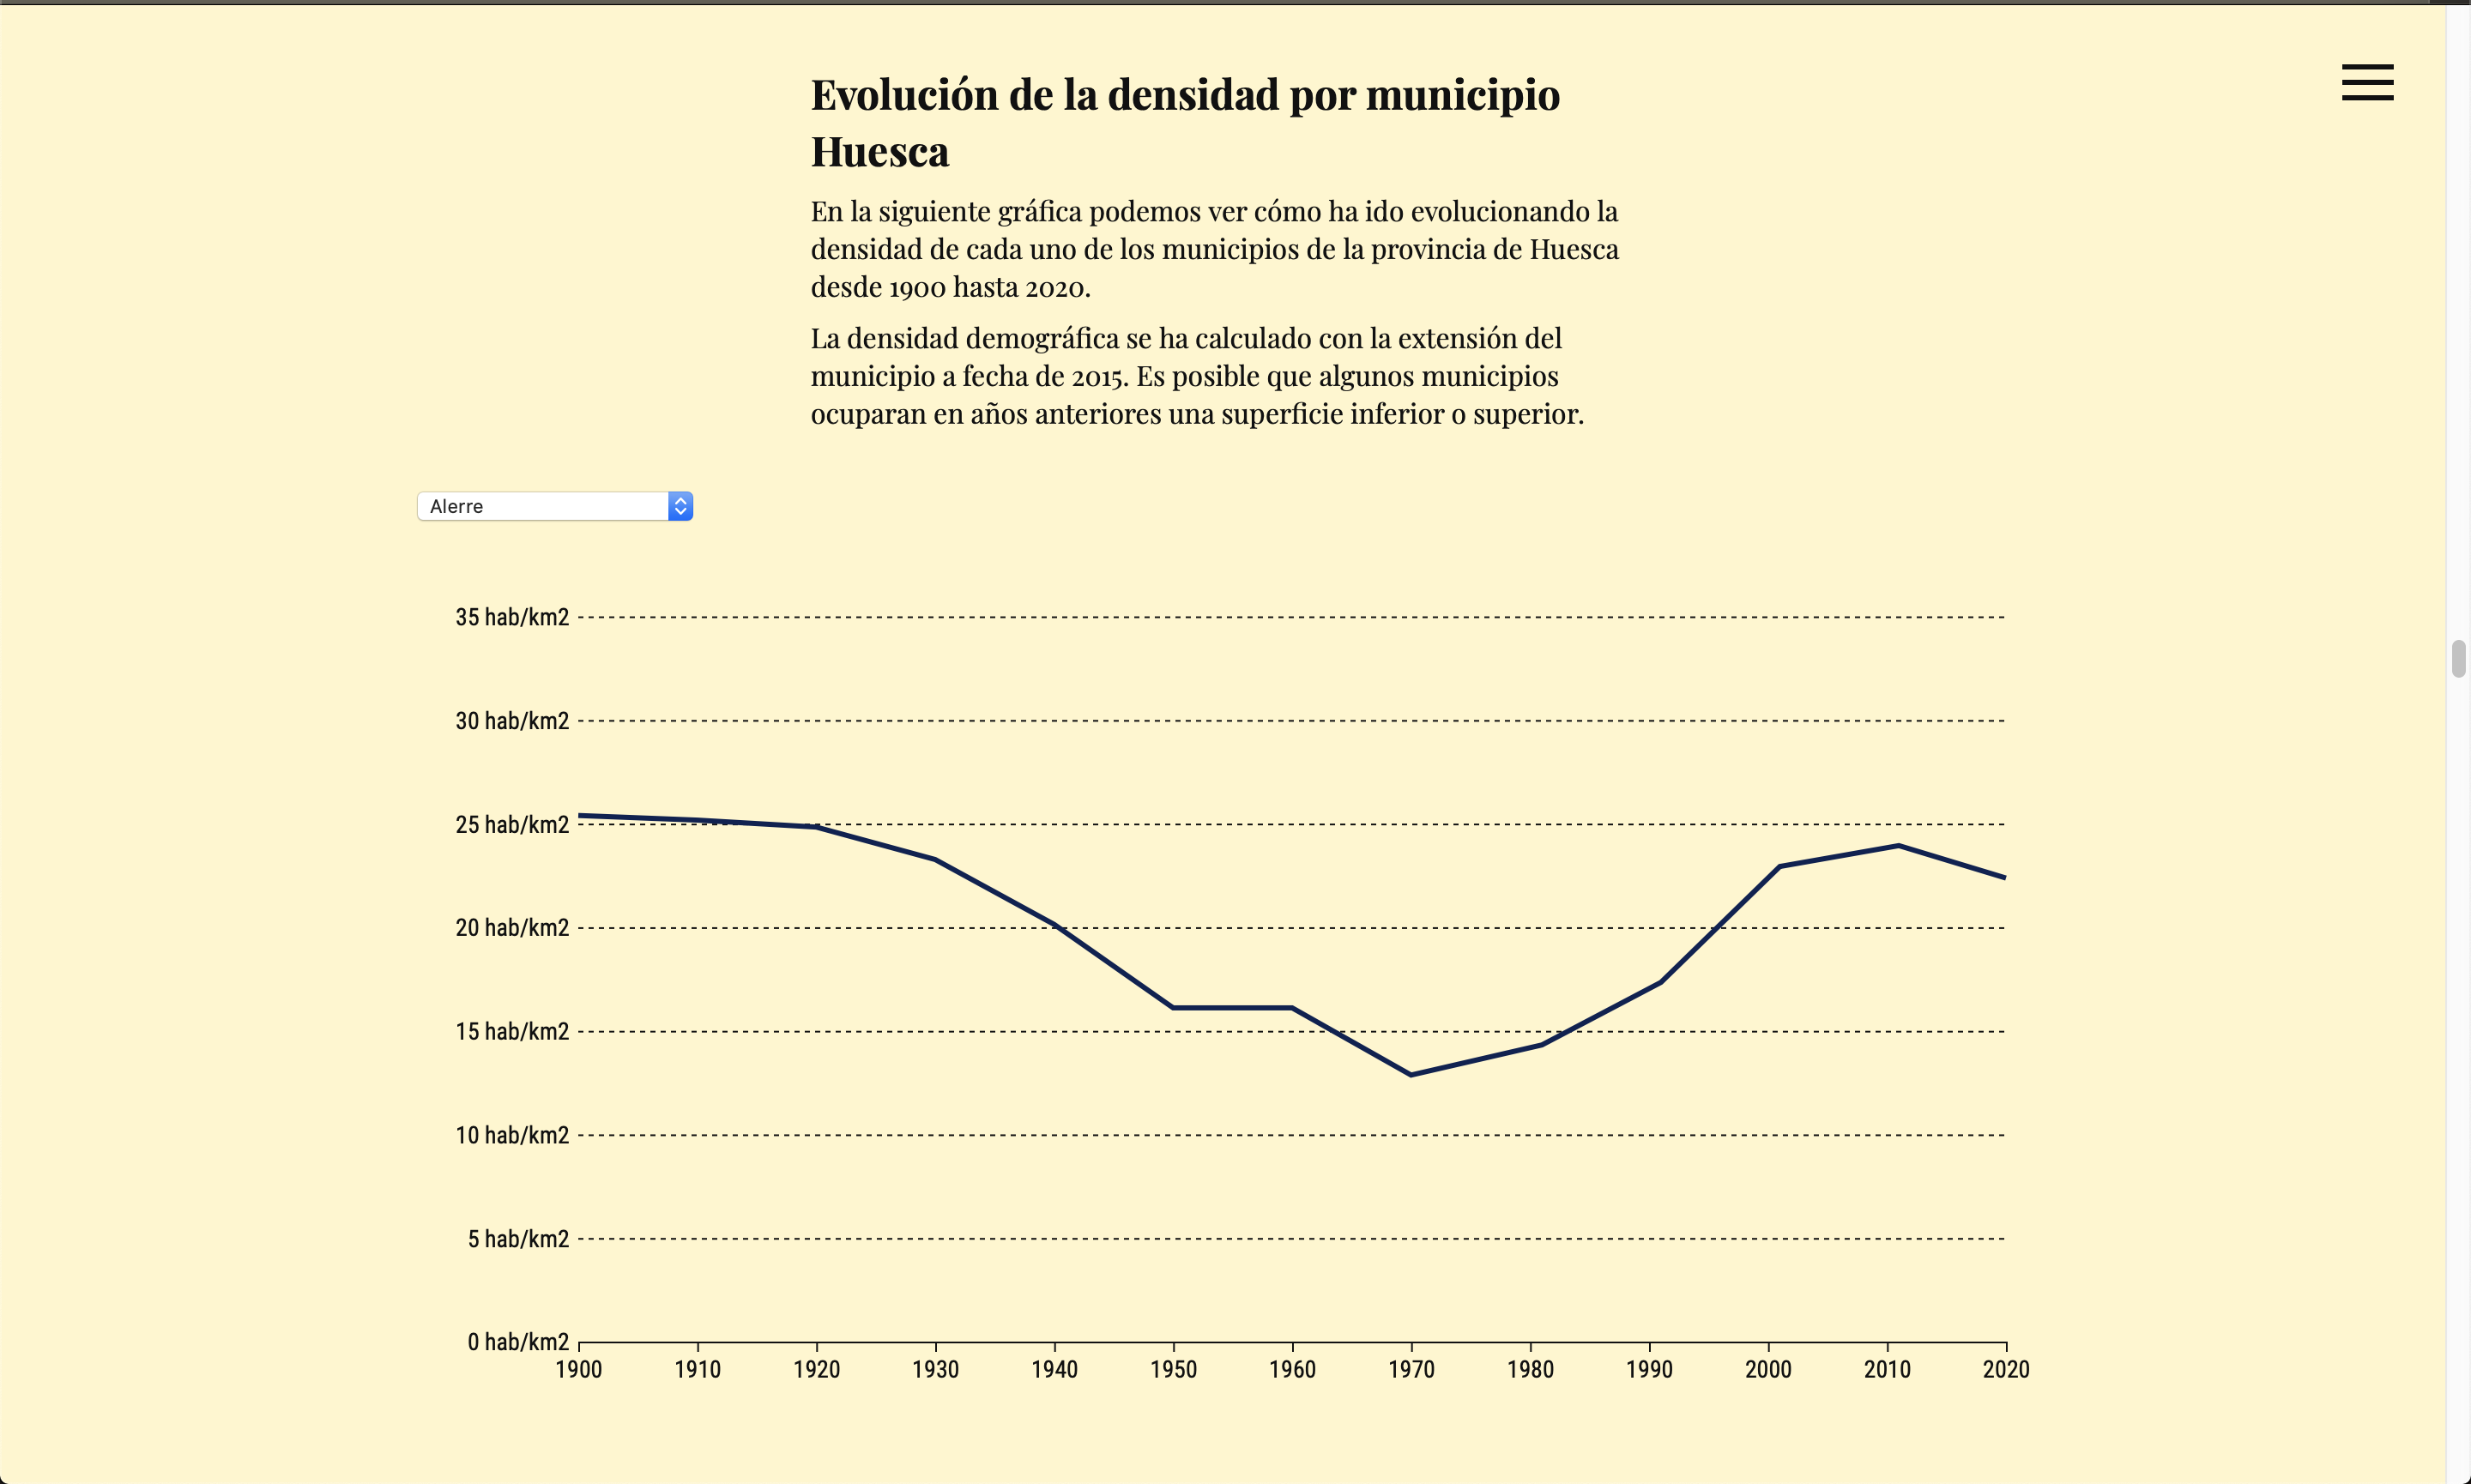 Evolución de la densidad por municipio
Huesca
En la siguiente gráfica podemos ver cómo ha ido evolucionando la
densidad de cada uno de los municipios de la provincia de Huesca
desde 1900 hasta 2020.
La densidad demográfica se ha calculado con la extensión del
municipio a fecha de 2015. Es posible que algunos municipios
ocuparan en años anteriores una superficie inferior o superior.
Alerre
35 hab/km2
30 hab/km2
25 hab/km2
20 hab/km2
15 hab/km2
10 hab/km2
5 hab/km2
0 hab/km2
1900 1910 1920 1930 1940 1950 1960 1970 1980 1990 2000 2010 2020